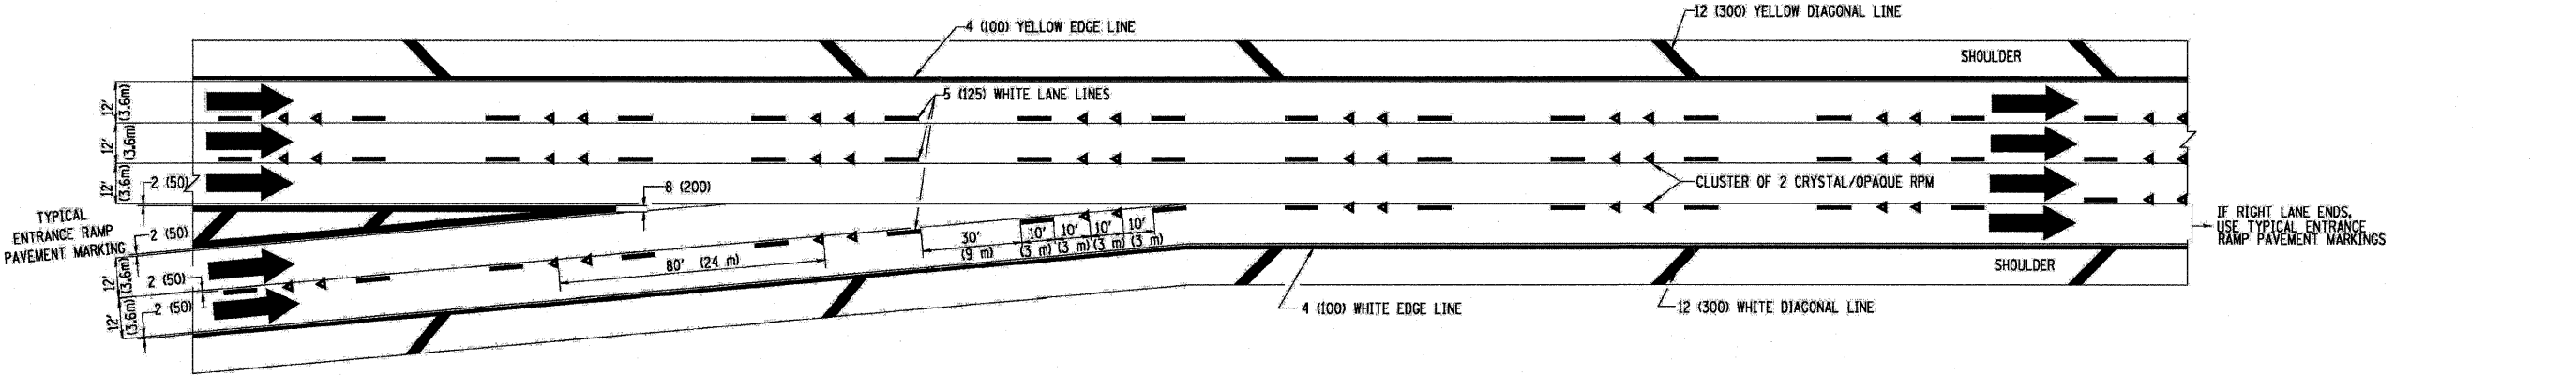 12 (300) YELLOW DIAGONAL LINE
4 (100) YELLOW EDGE LINE
SHOULDER
5 (125) WHITE LANE LINES
12'
(3.6m)
12'
(3.6m)
12'
(3.6m)
2 (50)
8 (200)
CLUSTER OF 2 CRYSTAL/OPAQUE RPM
TYPICAL
ENTRANCE RAMP
PAVEMENT MARKING
2 (50)
IF RIGHT LANE ENDS,
USE TYPICAL ENTRANCE
RAMP PAVEMENT MARKINGS
30'
(9 m)
10'
(3 m)
10'
(3 m)
10'
(3 m)
10'
(3 m)
80' (24 m)
SHOULDER
12'
(3.6m)
2 (50)
12'
(3.6m)
2 (50)
4 (100) WHITE EDGE LINE
12 (300) WHITE DIAGONAL LINE